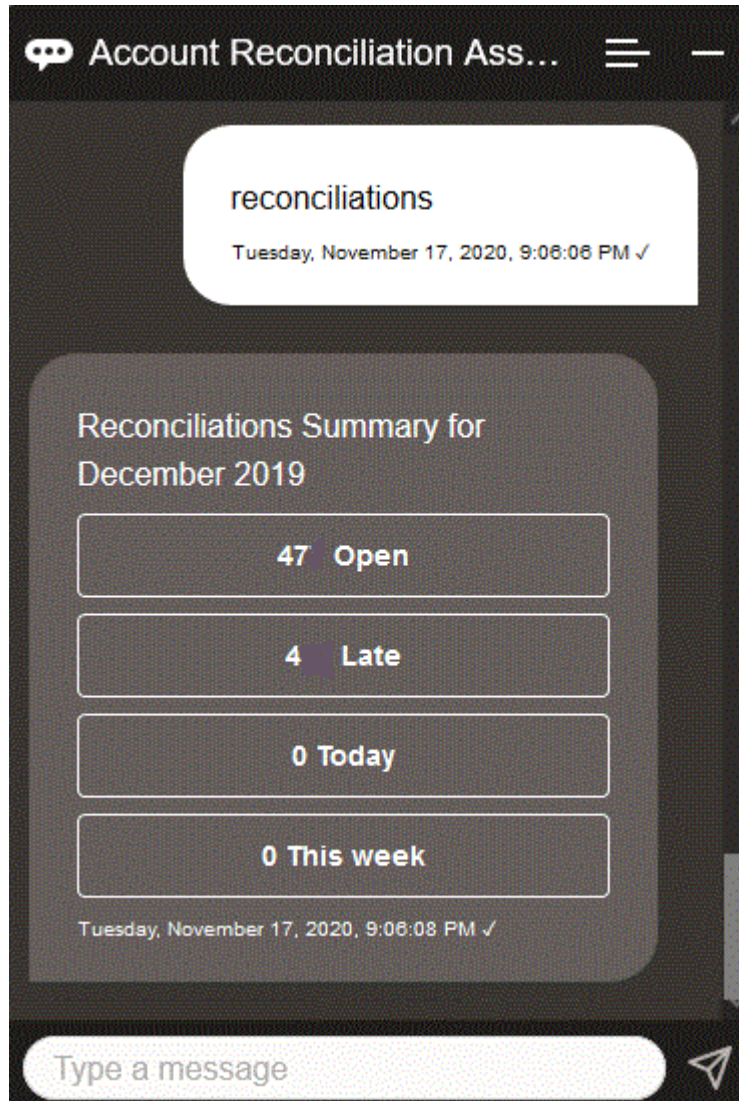 Account Reconciliation Ass...
reconciliations
Tuesday, November 17, 2020, 9:06:06 PM ✓
Reconciliations Summary for
December 2019
47 Open
4 Late
0 Today
0 This week
Tuesday, November 17, 2020, 9:06:08 PM ✓
Type a message